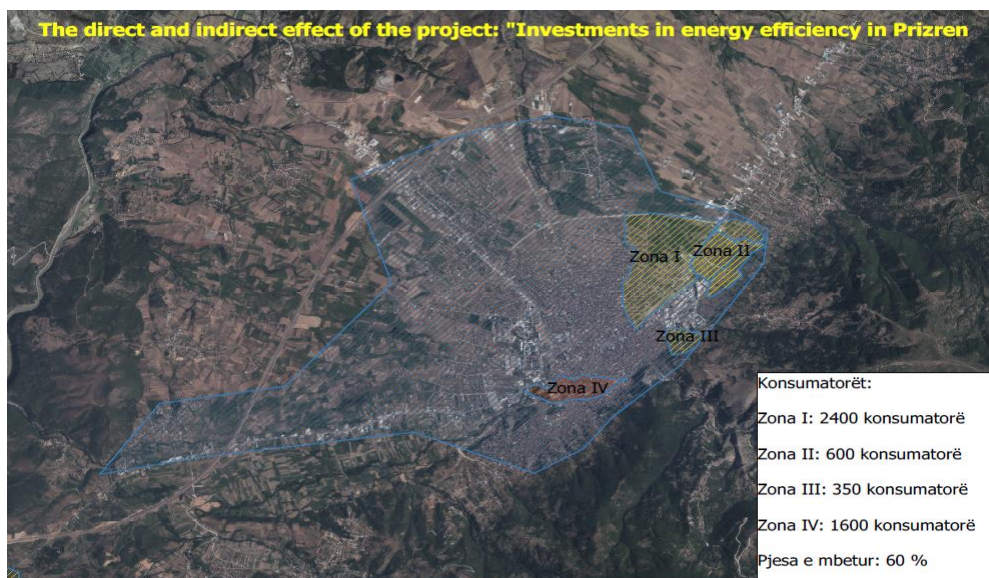 The direct and indirect effect of the project: "Investments in energy efficiency in Prizren
Zona I
Zona II
Zona III
Zona IV
Konsumatorët:
Zona I: 2400 konsumatorë
Zona II: 600 konsumatorë
Zona III: 350 konsumatorë
Zona IV: 1600 konsumatorë
Pjesa e mbetur: 60 %